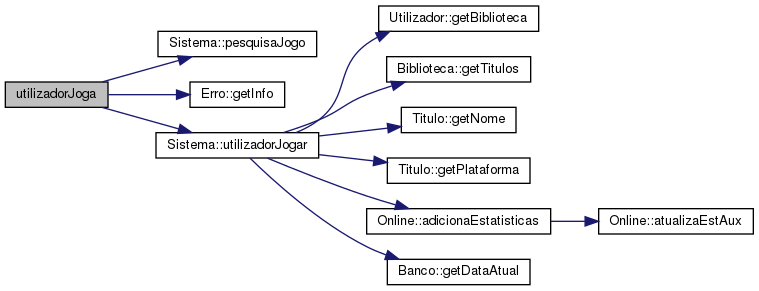 utilizadorJoga
Sistema::pesquisaJogo
Erro::getInfo
Sistema::utilizadorJogar
Utilizador::getBiblioteca
Biblioteca::getTitulos
Titulo::getNome
Titulo::getPlataforma
Online::adicionaEstatisticas
Online::atualizaEstAux
Banco::getDataAtual